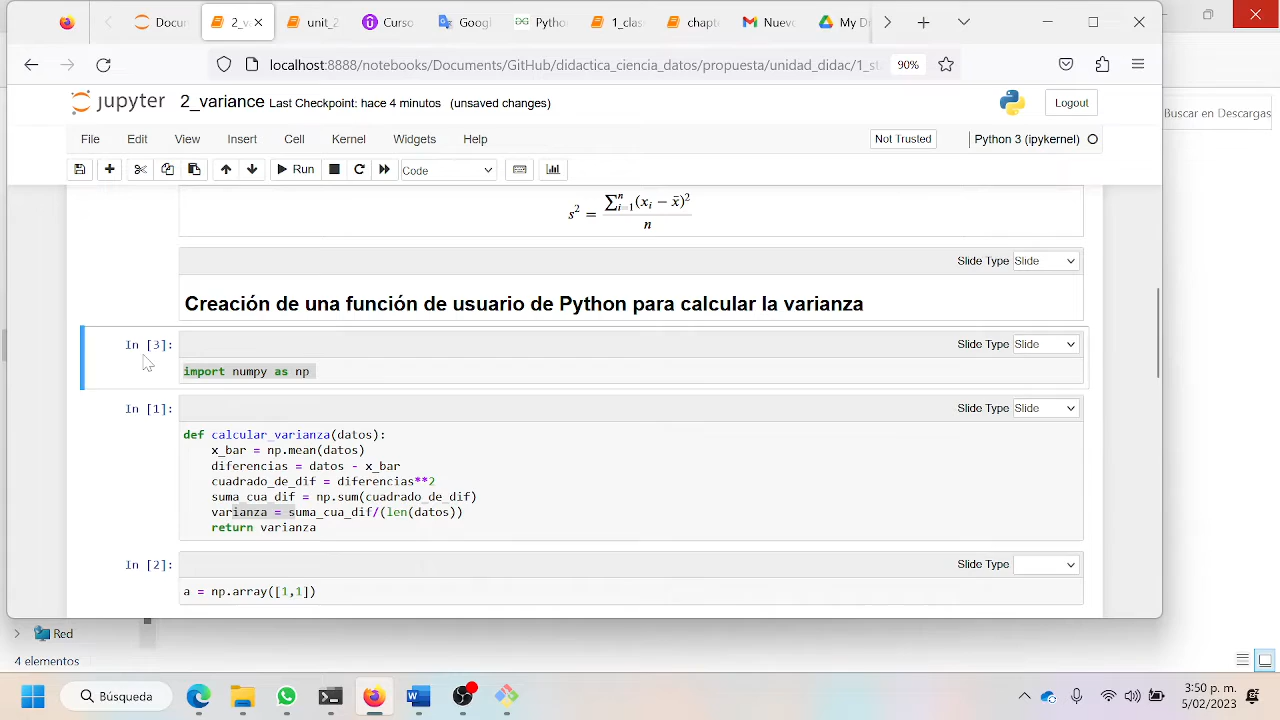 Docum
2_va
unit_2
Curso
Goog
Python
1_clas
chapt
Nuev
My D
localhost:8888/notebooks/Documents/GitHub/didactica_ciencia_datos/propuesta/unidad_didac/1_st
90%
jupyter 2_variance Last Checkpoint: hace 4 minutos (unsaved changes)
Logout
Buscar en Descargas
File Edit View Insert Cell Kernel Widgets Help
Not Trusted
Python 3 (ipykernel)
Run
Code
s² = ∑ⁿᵢ₌₁(xᵢ − x̄)² / n
Slide Type Slide
Creación de una función de usuario de Python para calcular la varianza
In [3]:
Slide Type Slide
import numpy as np
In [1]:
Slide Type Slide
def calcular_varianza(datos):
x_bar = np.mean(datos)
diferencias = datos - x_bar
cuadrado_de_dif = diferencias**2
suma_cua_dif = np.sum(cuadrado_de_dif)
varianza = suma_cua_dif/(len(datos))
return varianza
In [2]:
Slide Type
a = np.array([1,1])
Red
4 elementos
Búsqueda
3:50 p. m.
5/02/2023